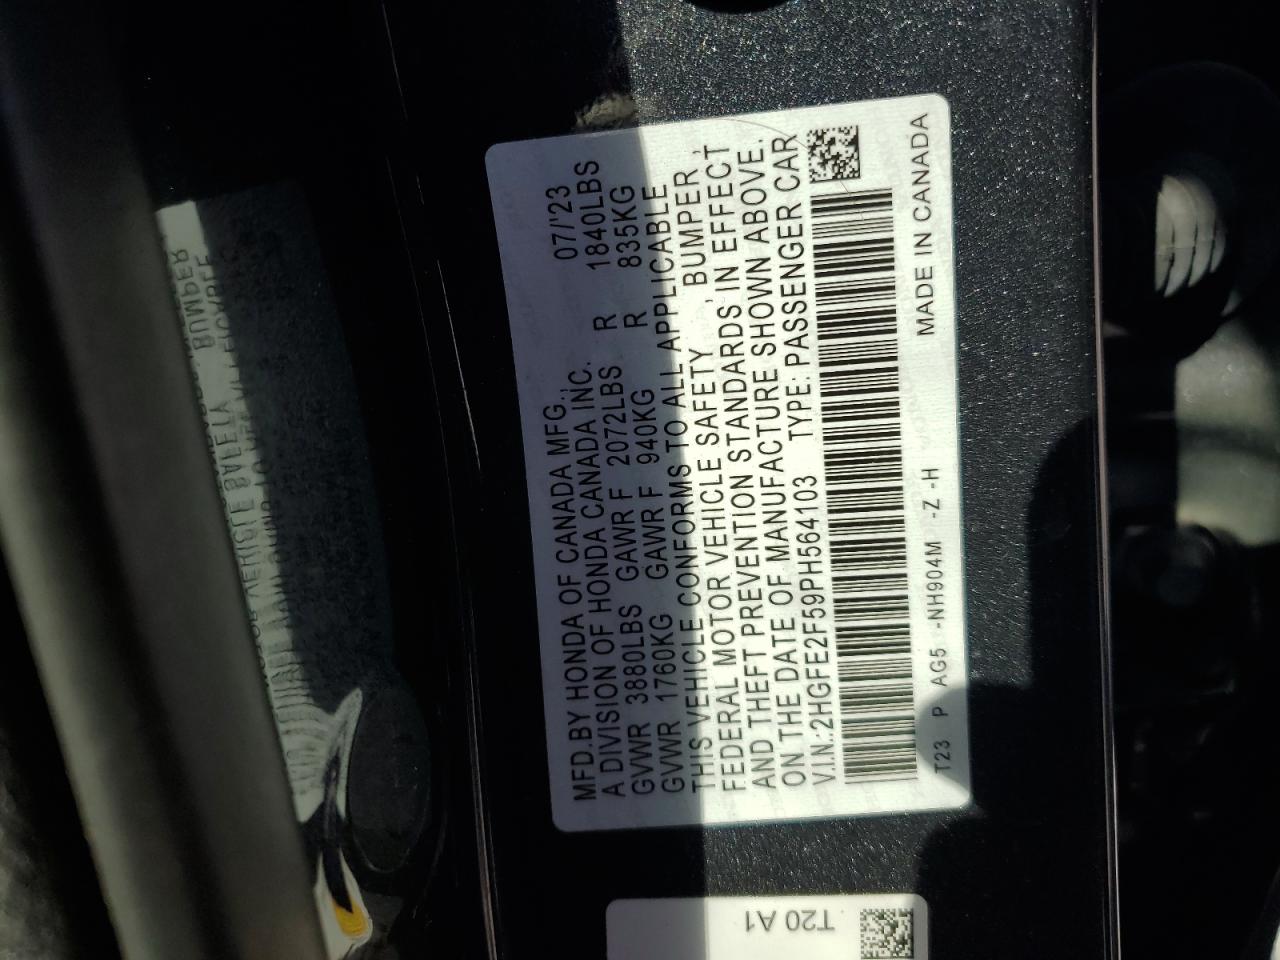 MFD.BY HONDA OF CANADA MFG., 07/'23
A DIVISION OF HONDA CANADA INC.
GVWR 3880LBS GAWR F 2072LBS R 1840LBS
GVWR 1760KG GAWR F 940KG R 835KG
THIS VEHICLE CONFORMS TO ALL APPLICABLE
FEDERAL MOTOR VEHICLE SAFETY, BUMPER,
AND THEFT PREVENTION STANDARDS IN EFFECT
ON THE DATE OF MANUFACTURE SHOWN ABOVE.
V.I.N.:2HGFE2F59PH564103 TYPE: PASSENGER CAR
T23 P AG5 -NH904M -Z -H MADE IN CANADA
T20 A1